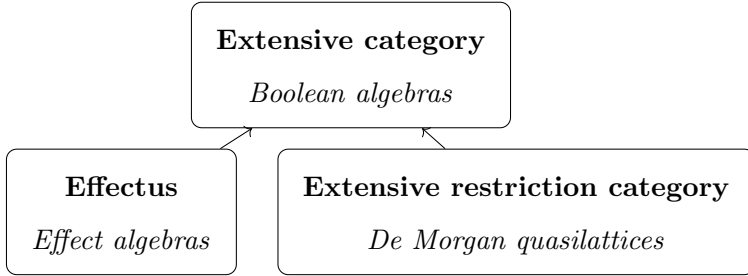 Extensive category
Boolean algebras
Effectus
Effect algebras
Extensive restriction category
De Morgan quasilattices